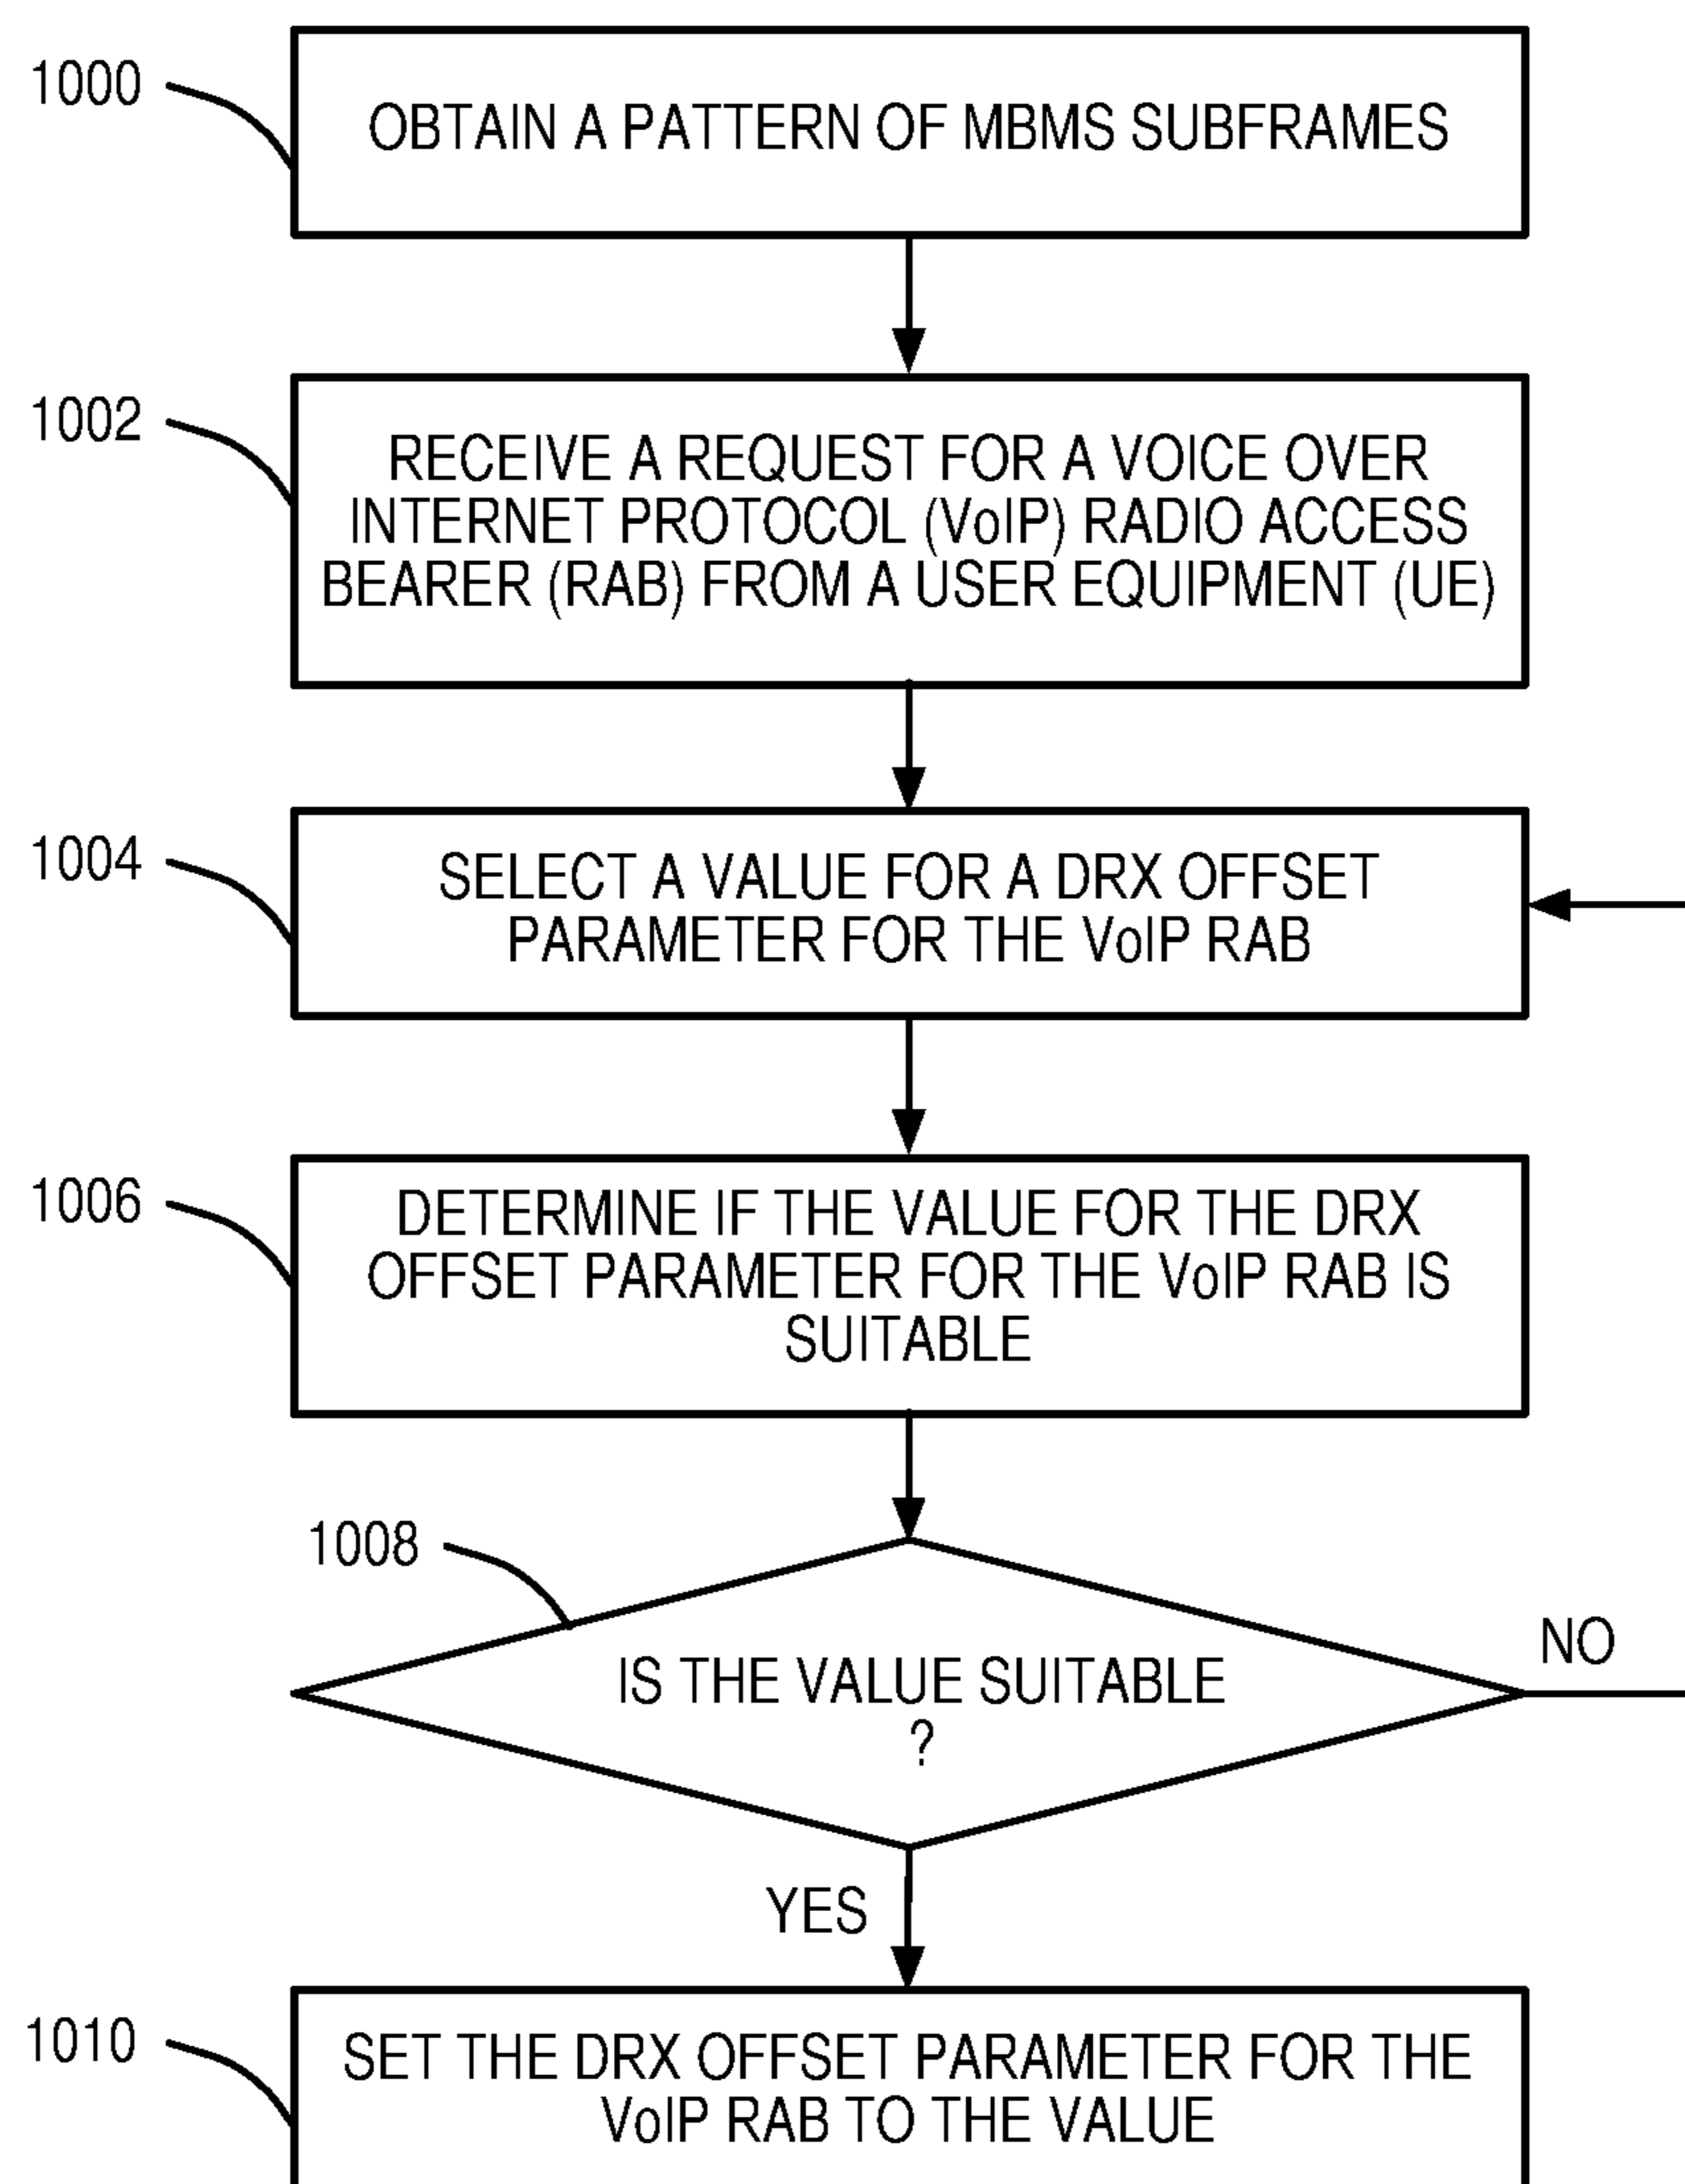 1000
OBTAIN A PATTERN OF MBMS SUBFRAMES
1002
RECEIVE A REQUEST FOR A VOICE OVER
INTERNET PROTOCOL (VoIP) RADIO ACCESS
BEARER (RAB) FROM A USER EQUIPMENT (UE)
1004
SELECT A VALUE FOR A DRX OFFSET
PARAMETER FOR THE VoIP RAB
1006
DETERMINE IF THE VALUE FOR THE DRX
OFFSET PARAMETER FOR THE VoIP RAB IS
SUITABLE
1008
IS THE VALUE SUITABLE
?
NO
YES
1010
SET THE DRX OFFSET PARAMETER FOR THE
VoIP RAB TO THE VALUE